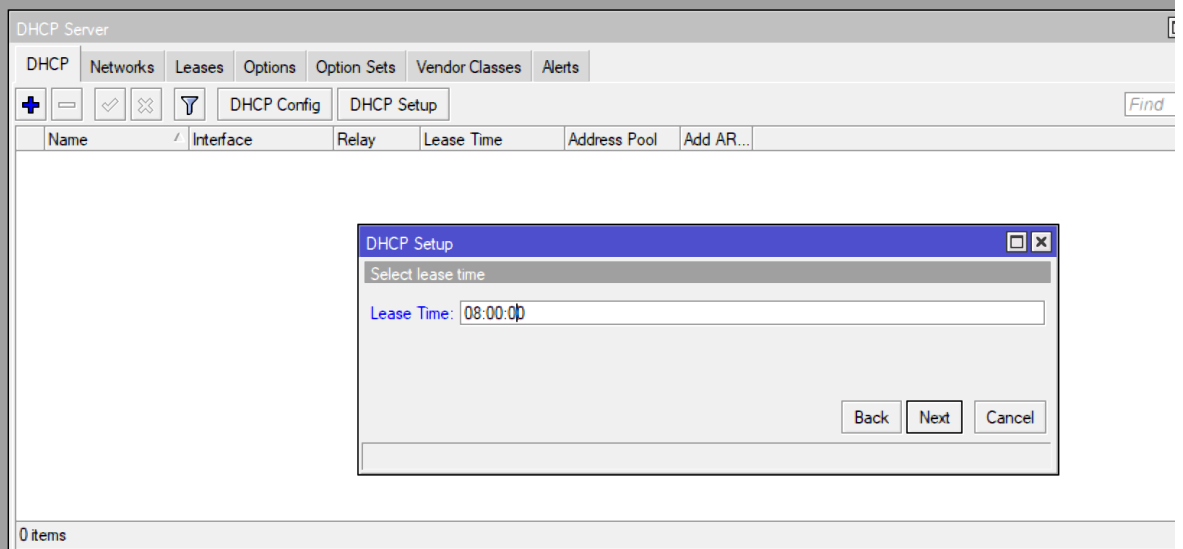 DHCP Server
DHCP Networks Leases Options Option Sets Vendor Classes Alerts
DHCP Config DHCP Setup Find
Name Interface Relay Lease Time Address Pool Add AR...
DHCP Setup
Select lease time
Lease Time: 08:00:00
Back Next Cancel
0 items